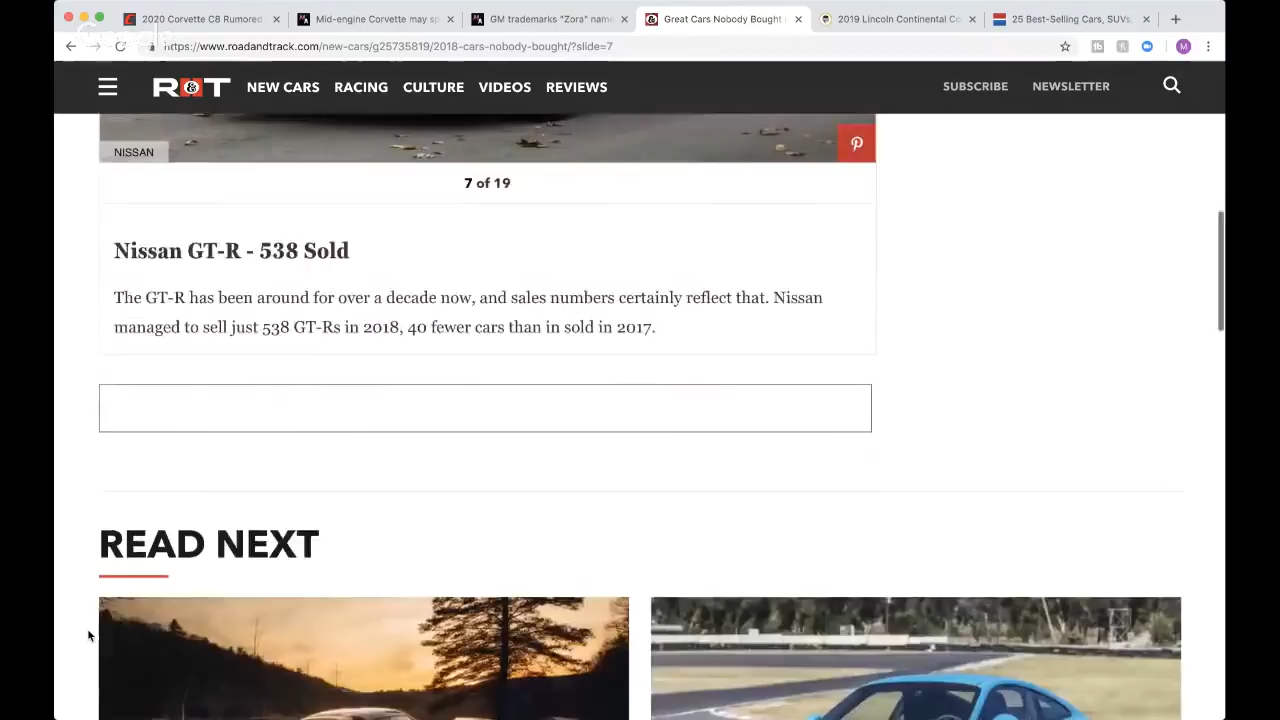 2020 Corvette C8 Rumored
Mid-engine Corvette may sp
GM trademarks "Zora" name
Great Cars Nobody Bought
2019 Lincoln Continental Co
25 Best-Selling Cars, SUVs,
Google
https://www.roadandtrack.com/new-cars/g25735819/2018-cars-nobody-bought/?slide=7
M
R&T NEW CARS RACING CULTURE VIDEOS REVIEWS SUBSCRIBE NEWSLETTER
NISSAN
7 of 19
Nissan GT-R - 538 Sold
The GT-R has been around for over a decade now, and sales numbers certainly reflect that. Nissan
managed to sell just 538 GT-Rs in 2018, 40 fewer cars than in sold in 2017.
READ NEXT